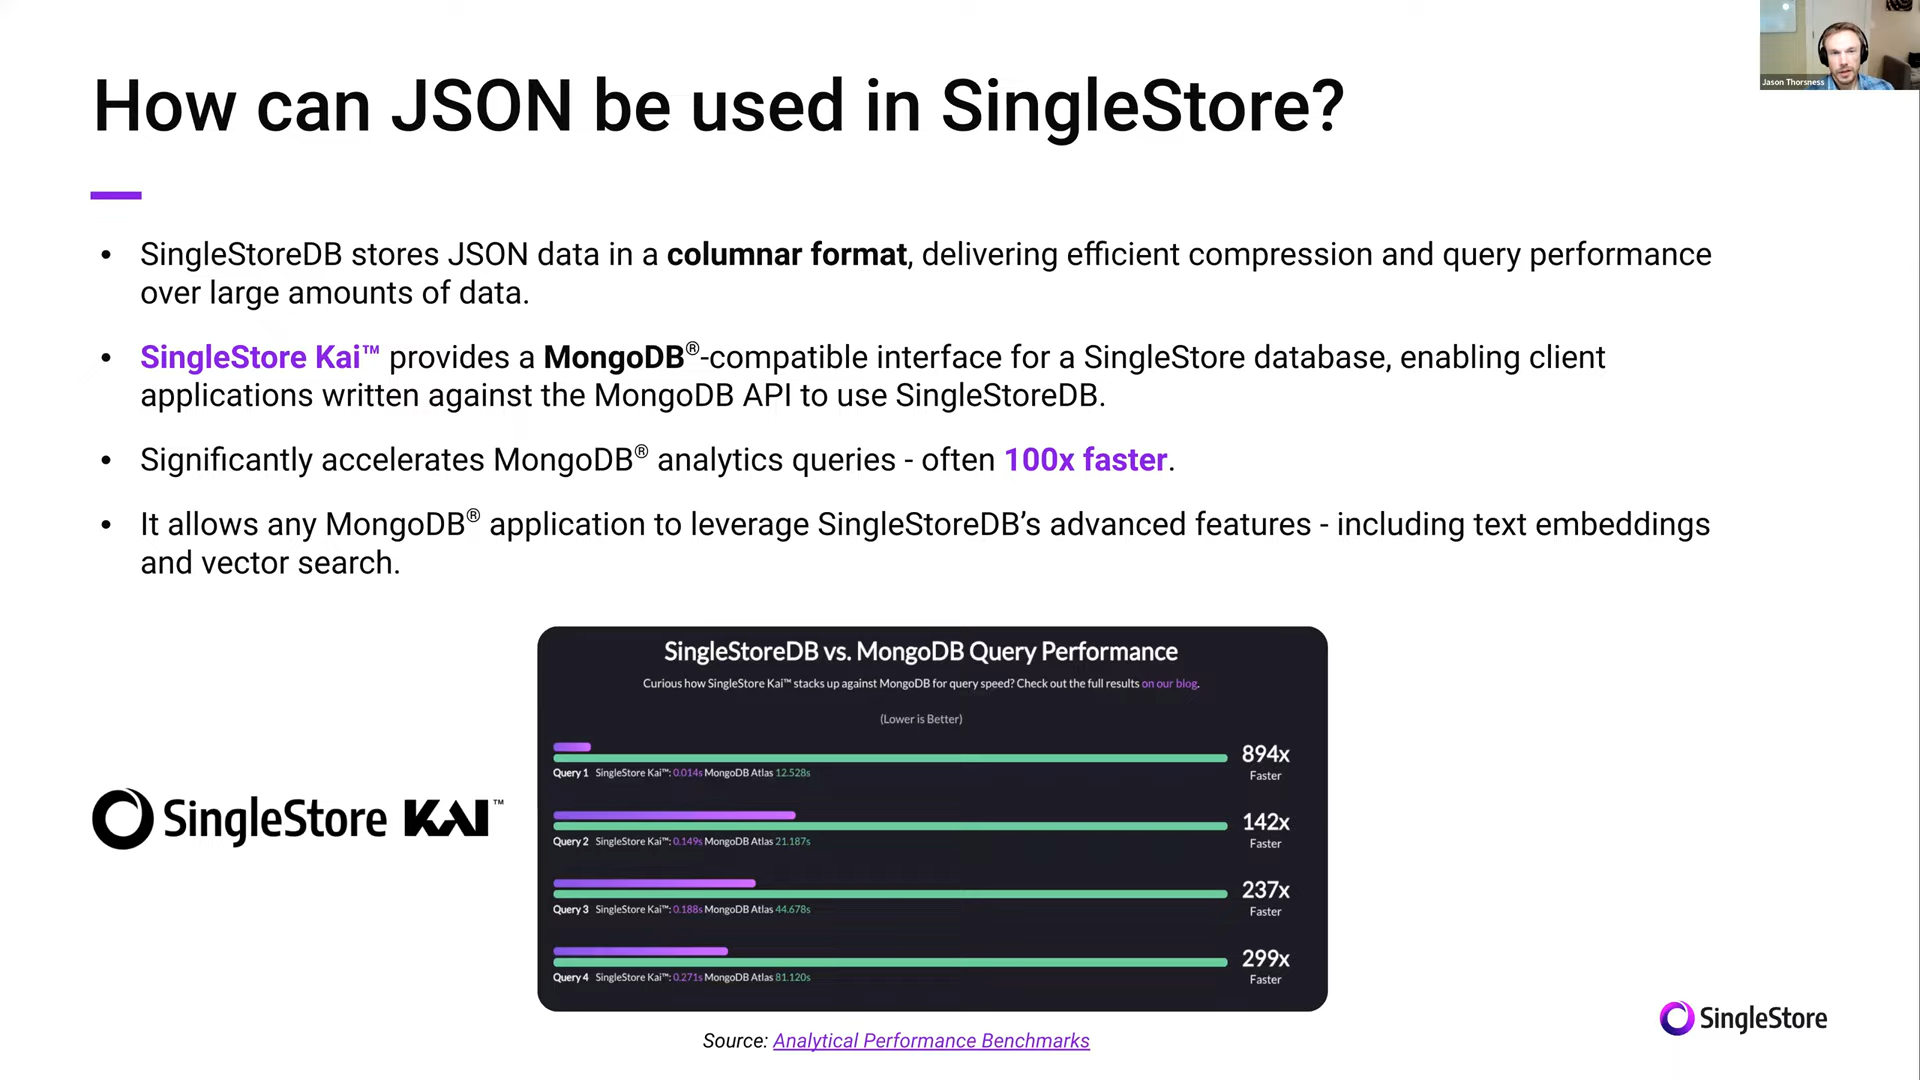 Jason Thorsness
How can JSON be used in SingleStore?
• SingleStoreDB stores JSON data in a columnar format, delivering efficient compression and query performance
over large amounts of data.
• SingleStore Kai™ provides a MongoDB®-compatible interface for a SingleStore database, enabling client
applications written against the MongoDB API to use SingleStoreDB.
• Significantly accelerates MongoDB® analytics queries - often 100x faster.
• It allows any MongoDB® application to leverage SingleStoreDB’s advanced features - including text embeddings
and vector search.
SingleStore KAI™
SingleStoreDB vs. MongoDB Query Performance
Curious how SingleStore Kai™ stacks up against MongoDB for query speed? Check out the full results on our blog.
(Lower is Better)
894x
Faster
Query 1 SingleStore Kai™: 0.014s MongoDB Atlas 12.528s
142x
Faster
Query 2 SingleStore Kai™: 0.149s MongoDB Atlas 21.187s
237x
Faster
Query 3 SingleStore Kai™: 0.188s MongoDB Atlas 44.678s
299x
Faster
Query 4 SingleStore Kai™: 0.271s MongoDB Atlas 81.120s
Source: Analytical Performance Benchmarks
SingleStore